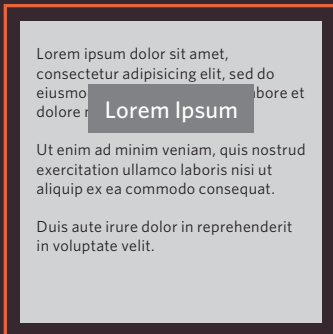 Lorem ipsum dolor sit amet,
consectetur adipisicing elit, sed do
et
dolore
Lorem Ipsum
Ut enim ad minim veniam, quis nostrud
exercitation ullamco laboris nisi ut
aliquip ex ea commodo consequat.
Duis aute irure dolor in reprehenderit
in voluptate velit.